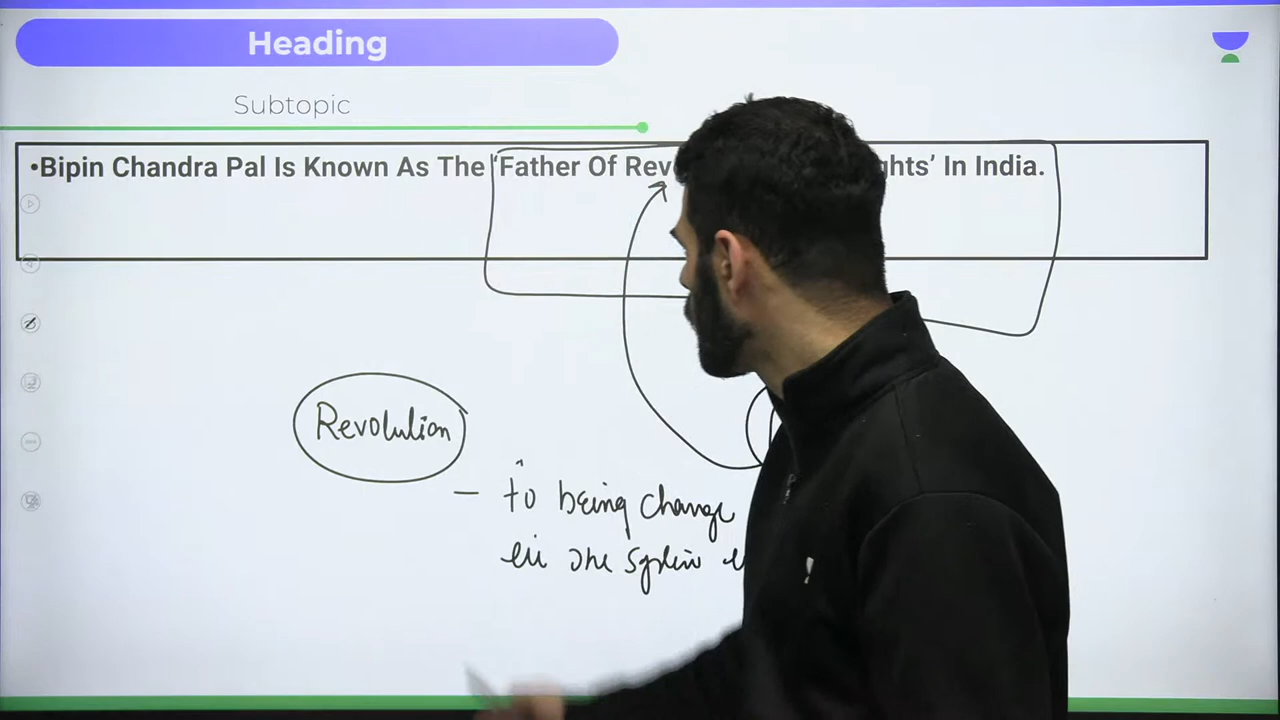 Heading
Subtopic
•Bipin Chandra Pal Is Known As The ‘Father Of Rev ghts’ In India.
Revolution
– to being change
in the system